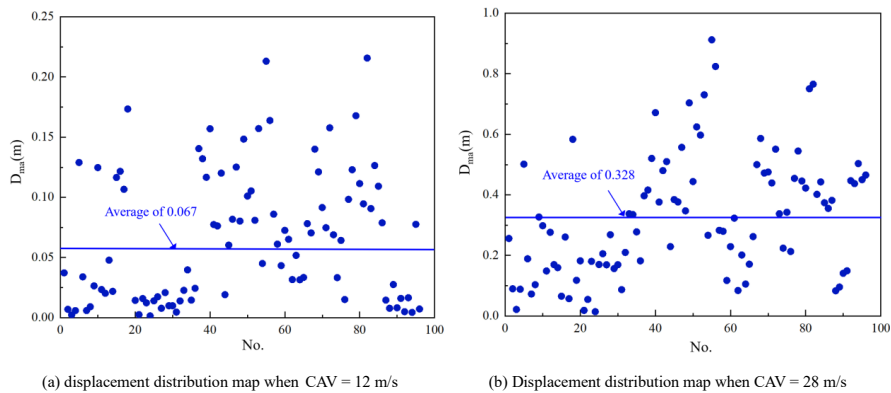 0.25
0.20
0.15
0.10
0.05
0.00
D_ma(m)
Average of 0.067
0 20 40 60 80 100
No.
(a) displacement distribution map when CAV = 12 m/s
1.0
0.8
0.6
0.4
0.2
0.0
D_ma(m)
Average of 0.328
0 20 40 60 80 100
No.
(b) Displacement distribution map when CAV = 28 m/s